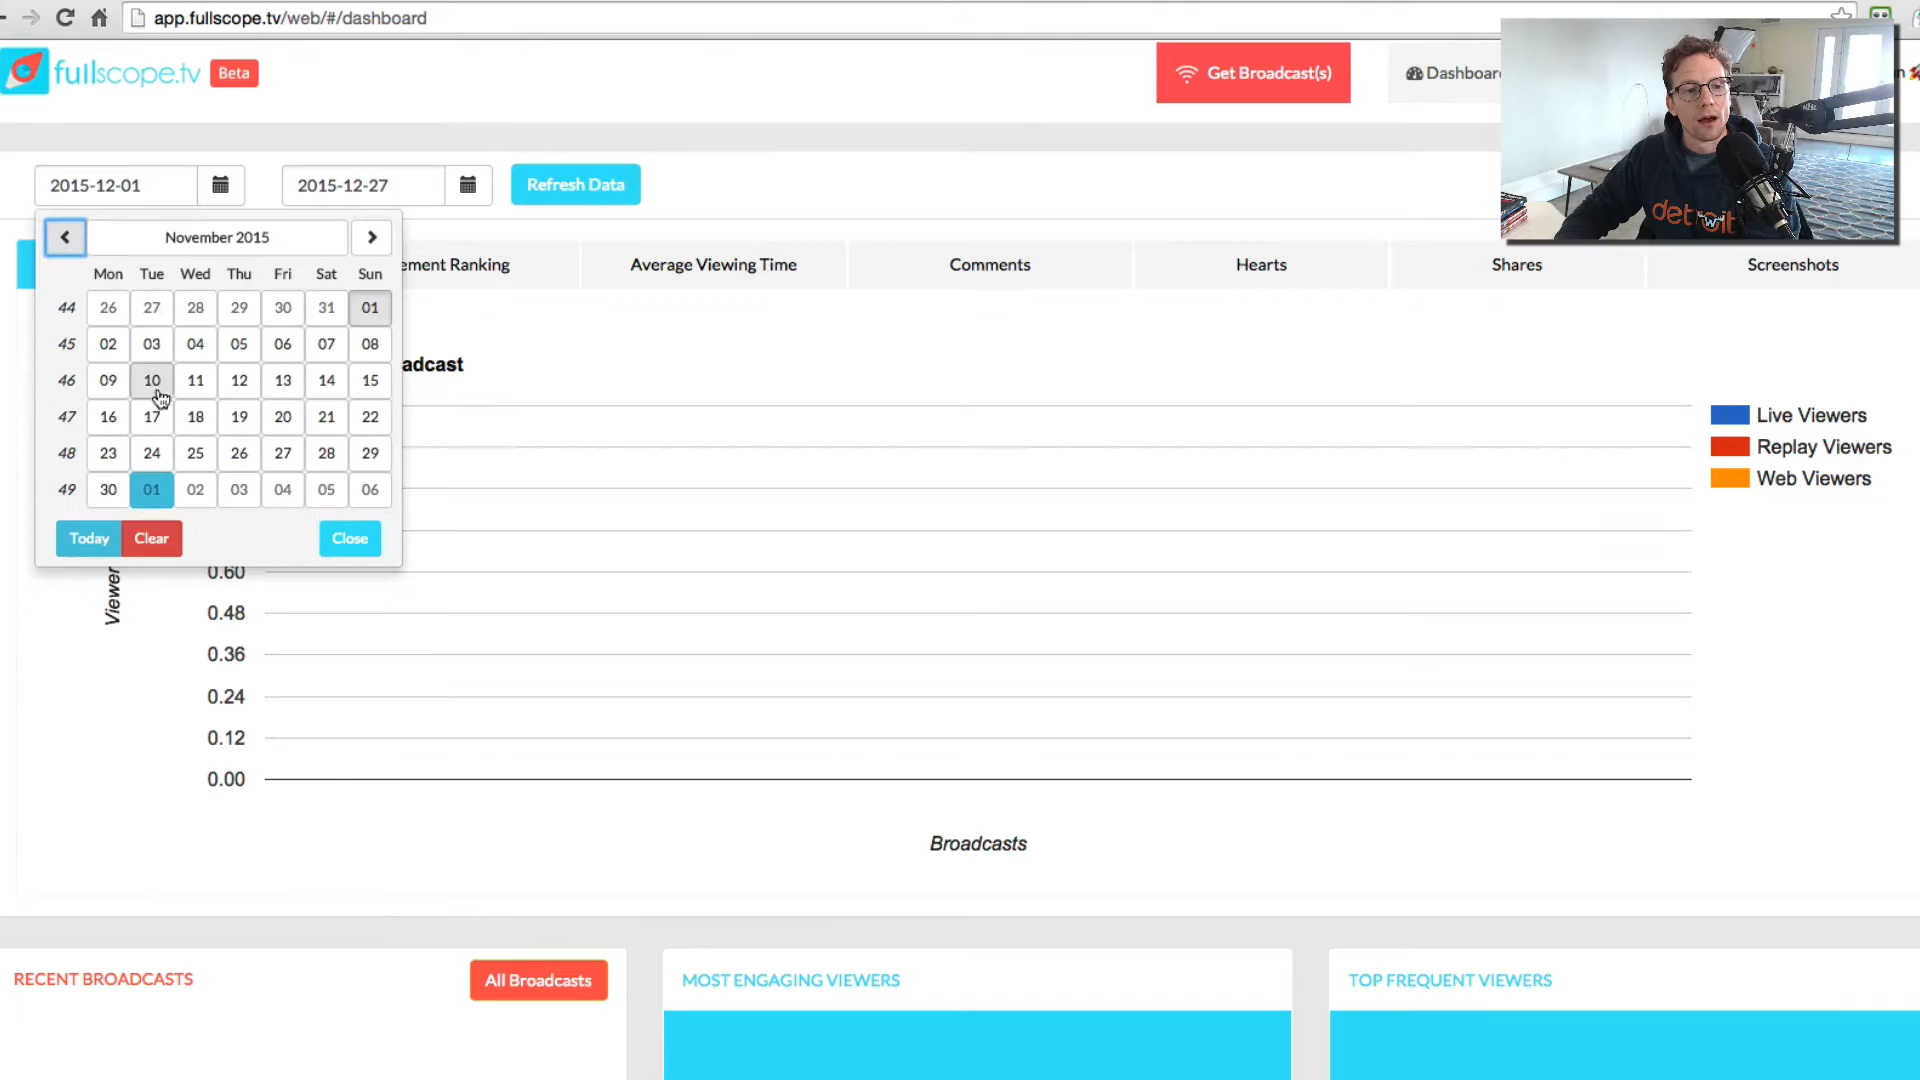 app.fullscope.tv/web/#/dashboard
fullscope.tv Beta
Get Broadcast(s)
Dashboar
2015-12-01
2015-12-27
Refresh Data
detroit
November 2015
Mon Tue Wed Thu Fri Sat Sun
44 26 27 28 29 30 31 01
45 02 03 04 05 06 07 08
46 09 10 11 12 13 14 15
47 16 17 18 19 20 21 22
48 23 24 25 26 27 28 29
49 30 01 02 03 04 05 06
Today Clear Close
ement Ranking
Average Viewing Time
Comments
Hearts
Shares
Screenshots
adcast
Live Viewers
Replay Viewers
Web Viewers
Viewer
0.60
0.48
0.36
0.24
0.12
0.00
Broadcasts
RECENT BROADCASTS
All Broadcasts
MOST ENGAGING VIEWERS
TOP FREQUENT VIEWERS